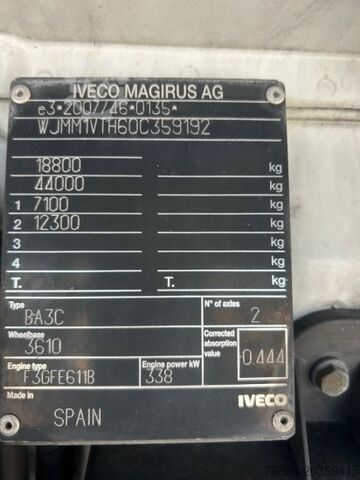 IVECO MAGIRUS AG
e3*2007/46*0135*
WJMM1VTH60C359192
18800 kg
44000 kg
1 7100 kg
2 12300 kg
3 kg
4 kg
T. T. kg
Type N° of axles
BA3C 2
Wheelbase Corrected absorption value
3610 0.444
Engine type Engine power kW
F3GFE611B 338
Made in IVECO
SPAIN